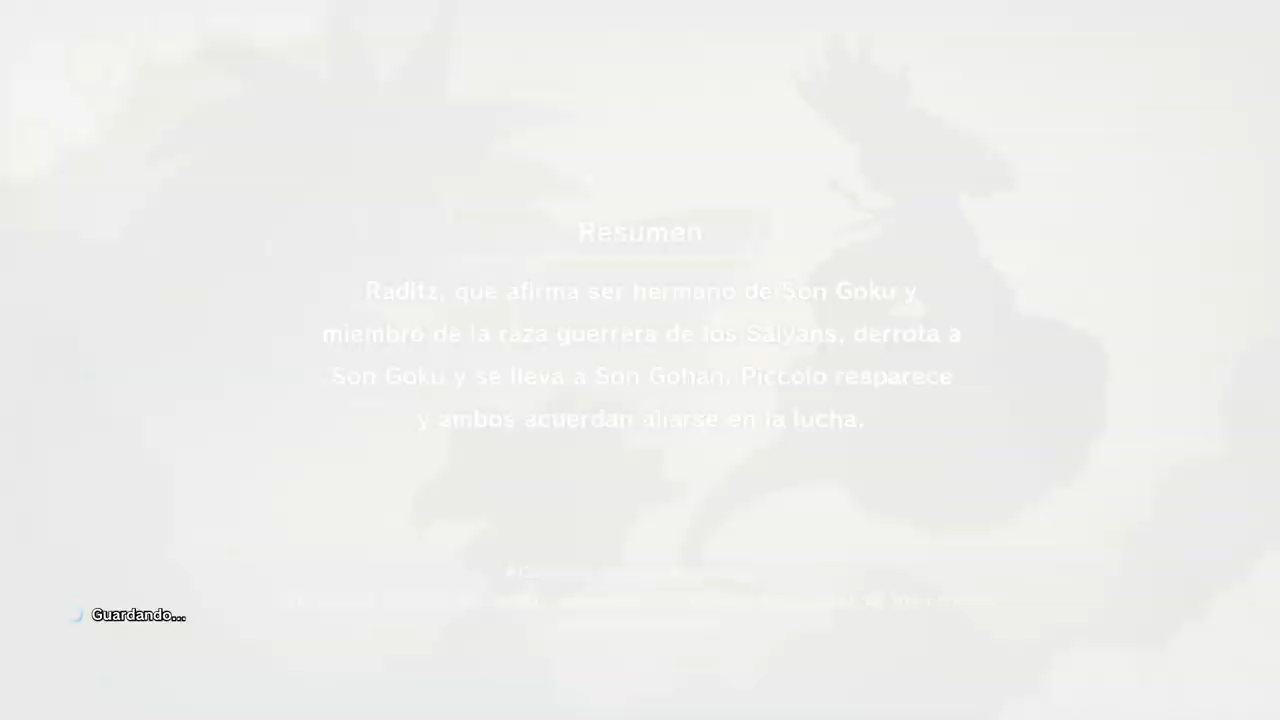 Resumen
Raditz, que afirma ser hermano de Son Goku y
miembro de la raza guerrera de los Saiyans, derrota a
Son Goku y se lleva a Son Gohan. Piccolo reaparece
y ambos acuerdan aliarse en la lucha.
Guardando...